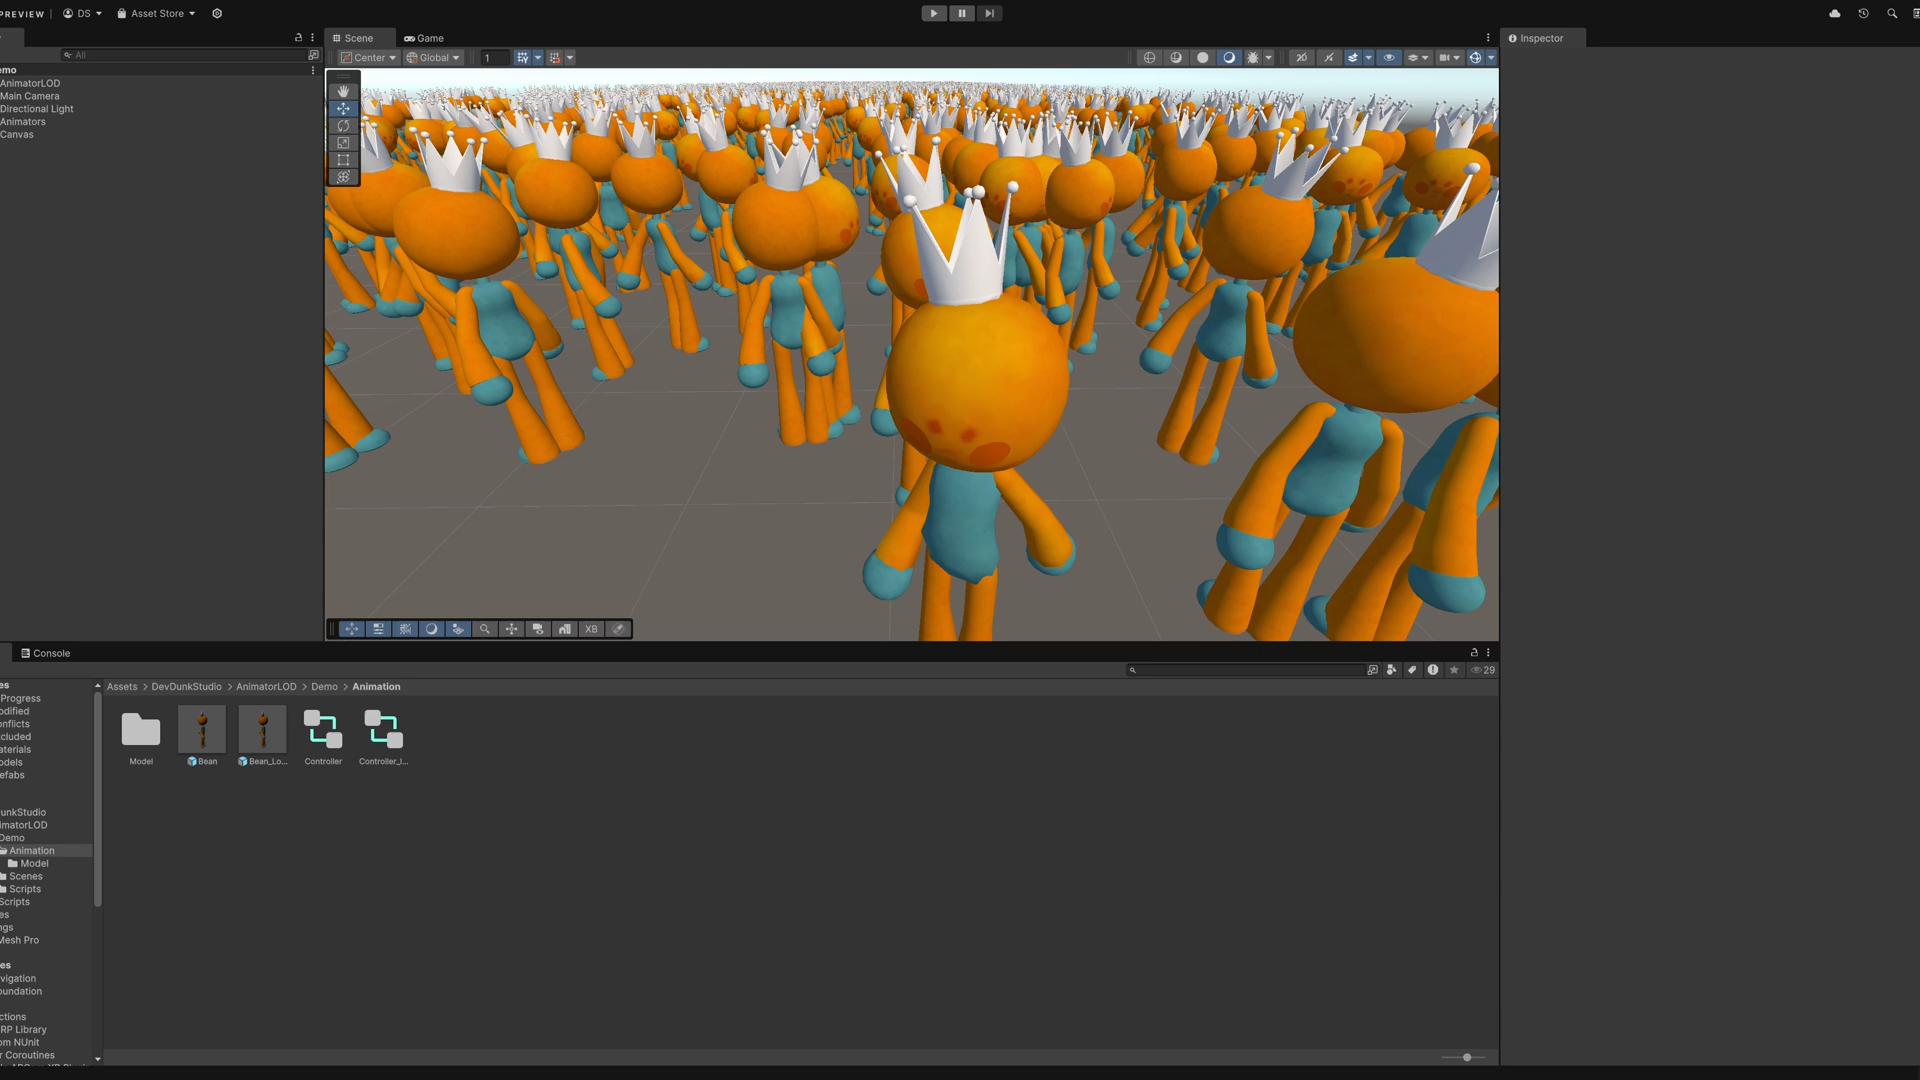 PREVIEW DS Asset Store
Scene Game Inspector
All
Center Global 1 2D
emo
AnimatorLOD
Main Camera
Directional Light
Animators
Canvas
XB
Console
29
Assets > DevDunkStudio > AnimatorLOD > Demo > Animation
Model Bean Bean_Lo... Controller Controller_l...
es
Progress
odified
onflicts
cluded
aterials
odels
efabs
unkStudio
imatorLOD
Demo
Animation
Model
Scenes
Scripts
Scripts
es
ngs
Mesh Pro
es
vigation
oundation
ctions
RP Library
om NUnit
r Coroutines